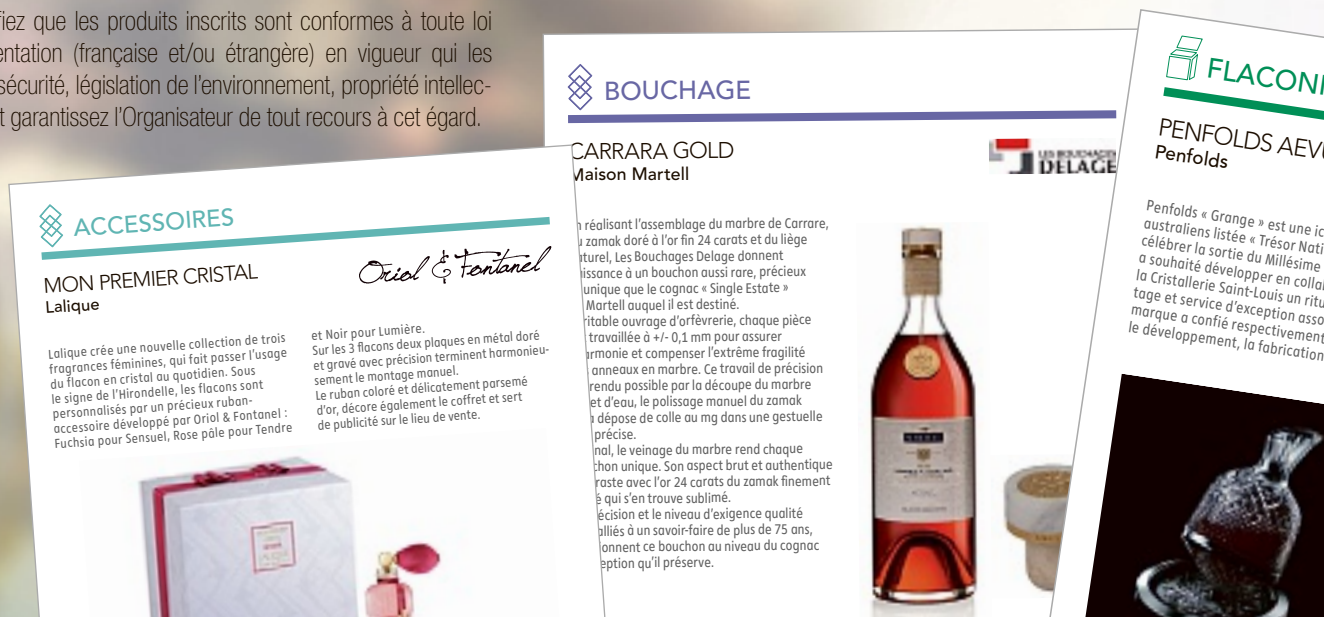 fiez que les produits inscrits sont conformes à toute loi
entation (française et/ou étrangère) en vigueur qui les
sécurité, législation de l'environnement, propriété intellec-
t garantissez l'Organisateur de tout recours à cet égard.
ACCESSOIRES
MON PREMIER CRISTAL
Lalique
Oriol & Fontanel
Lalique crée une nouvelle collection de trois
fragrances féminines, qui fait passer l'usage
du flacon en cristal au quotidien. Sous
le signe de l'Hirondelle, les flacons sont
personnalisés par un précieux ruban-
accessoire développé par Oriol & Fontanel :
Fuchsia pour Sensuel, Rose pâle pour Tendre
et Noir pour Lumière.
Sur les 3 flacons deux plaques en métal doré
et gravé avec précision terminent harmonieu-
sement le montage manuel.
Le ruban coloré et délicatement parsemé
d'or, décore également le coffret et sert
de publicité sur le lieu de vente.
BOUCHAGE
CARRARA GOLD
Maison Martell
LES BOUCHAGES
DELAGE
n réalisant l'assemblage du marbre de Carrare,
u zamak doré à l'or fin 24 carats et du liège
aturel, Les Bouchages Delage donnent
issance à un bouchon aussi rare, précieux
unique que le cognac « Single Estate »
Martell auquel il est destiné.
ritable ouvrage d'orfèvrerie, chaque pièce
travaillée à +/- 0,1 mm pour assurer
rmonie et compenser l'extrême fragilité
anneaux en marbre. Ce travail de précision
rendu possible par la découpe du marbre
et d'eau, le polissage manuel du zamak
dépose de colle au mg dans une gestuelle
précise.
nal, le veinage du marbre rend chaque
hon unique. Son aspect brut et authentique
raste avec l'or 24 carats du zamak finement
é qui s'en trouve sublimé.
écision et le niveau d'exigence qualité
alliés à un savoir-faire de plus de 75 ans,
onnent ce bouchon au niveau du cognac
eption qu'il préserve.
FLACONN
PENFOLDS AEVU
Penfolds
Penfolds « Grange » est une ic
australiens listée « Trésor Nati
célébrer la sortie du Millésime
a souhaité développer en colla
la Cristallerie Saint-Louis un ritu
tage et service d'exception asso
marque a confié respectivement
le développement, la fabrication